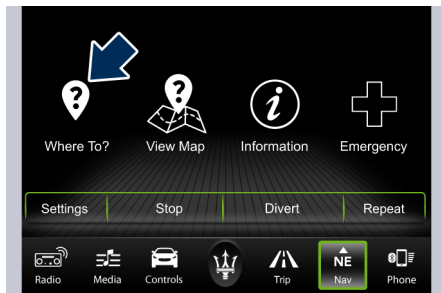 Where To? View Map Information Emergency
Settings Stop Divert Repeat
NE
Radio Media Controls Trip Nav Phone